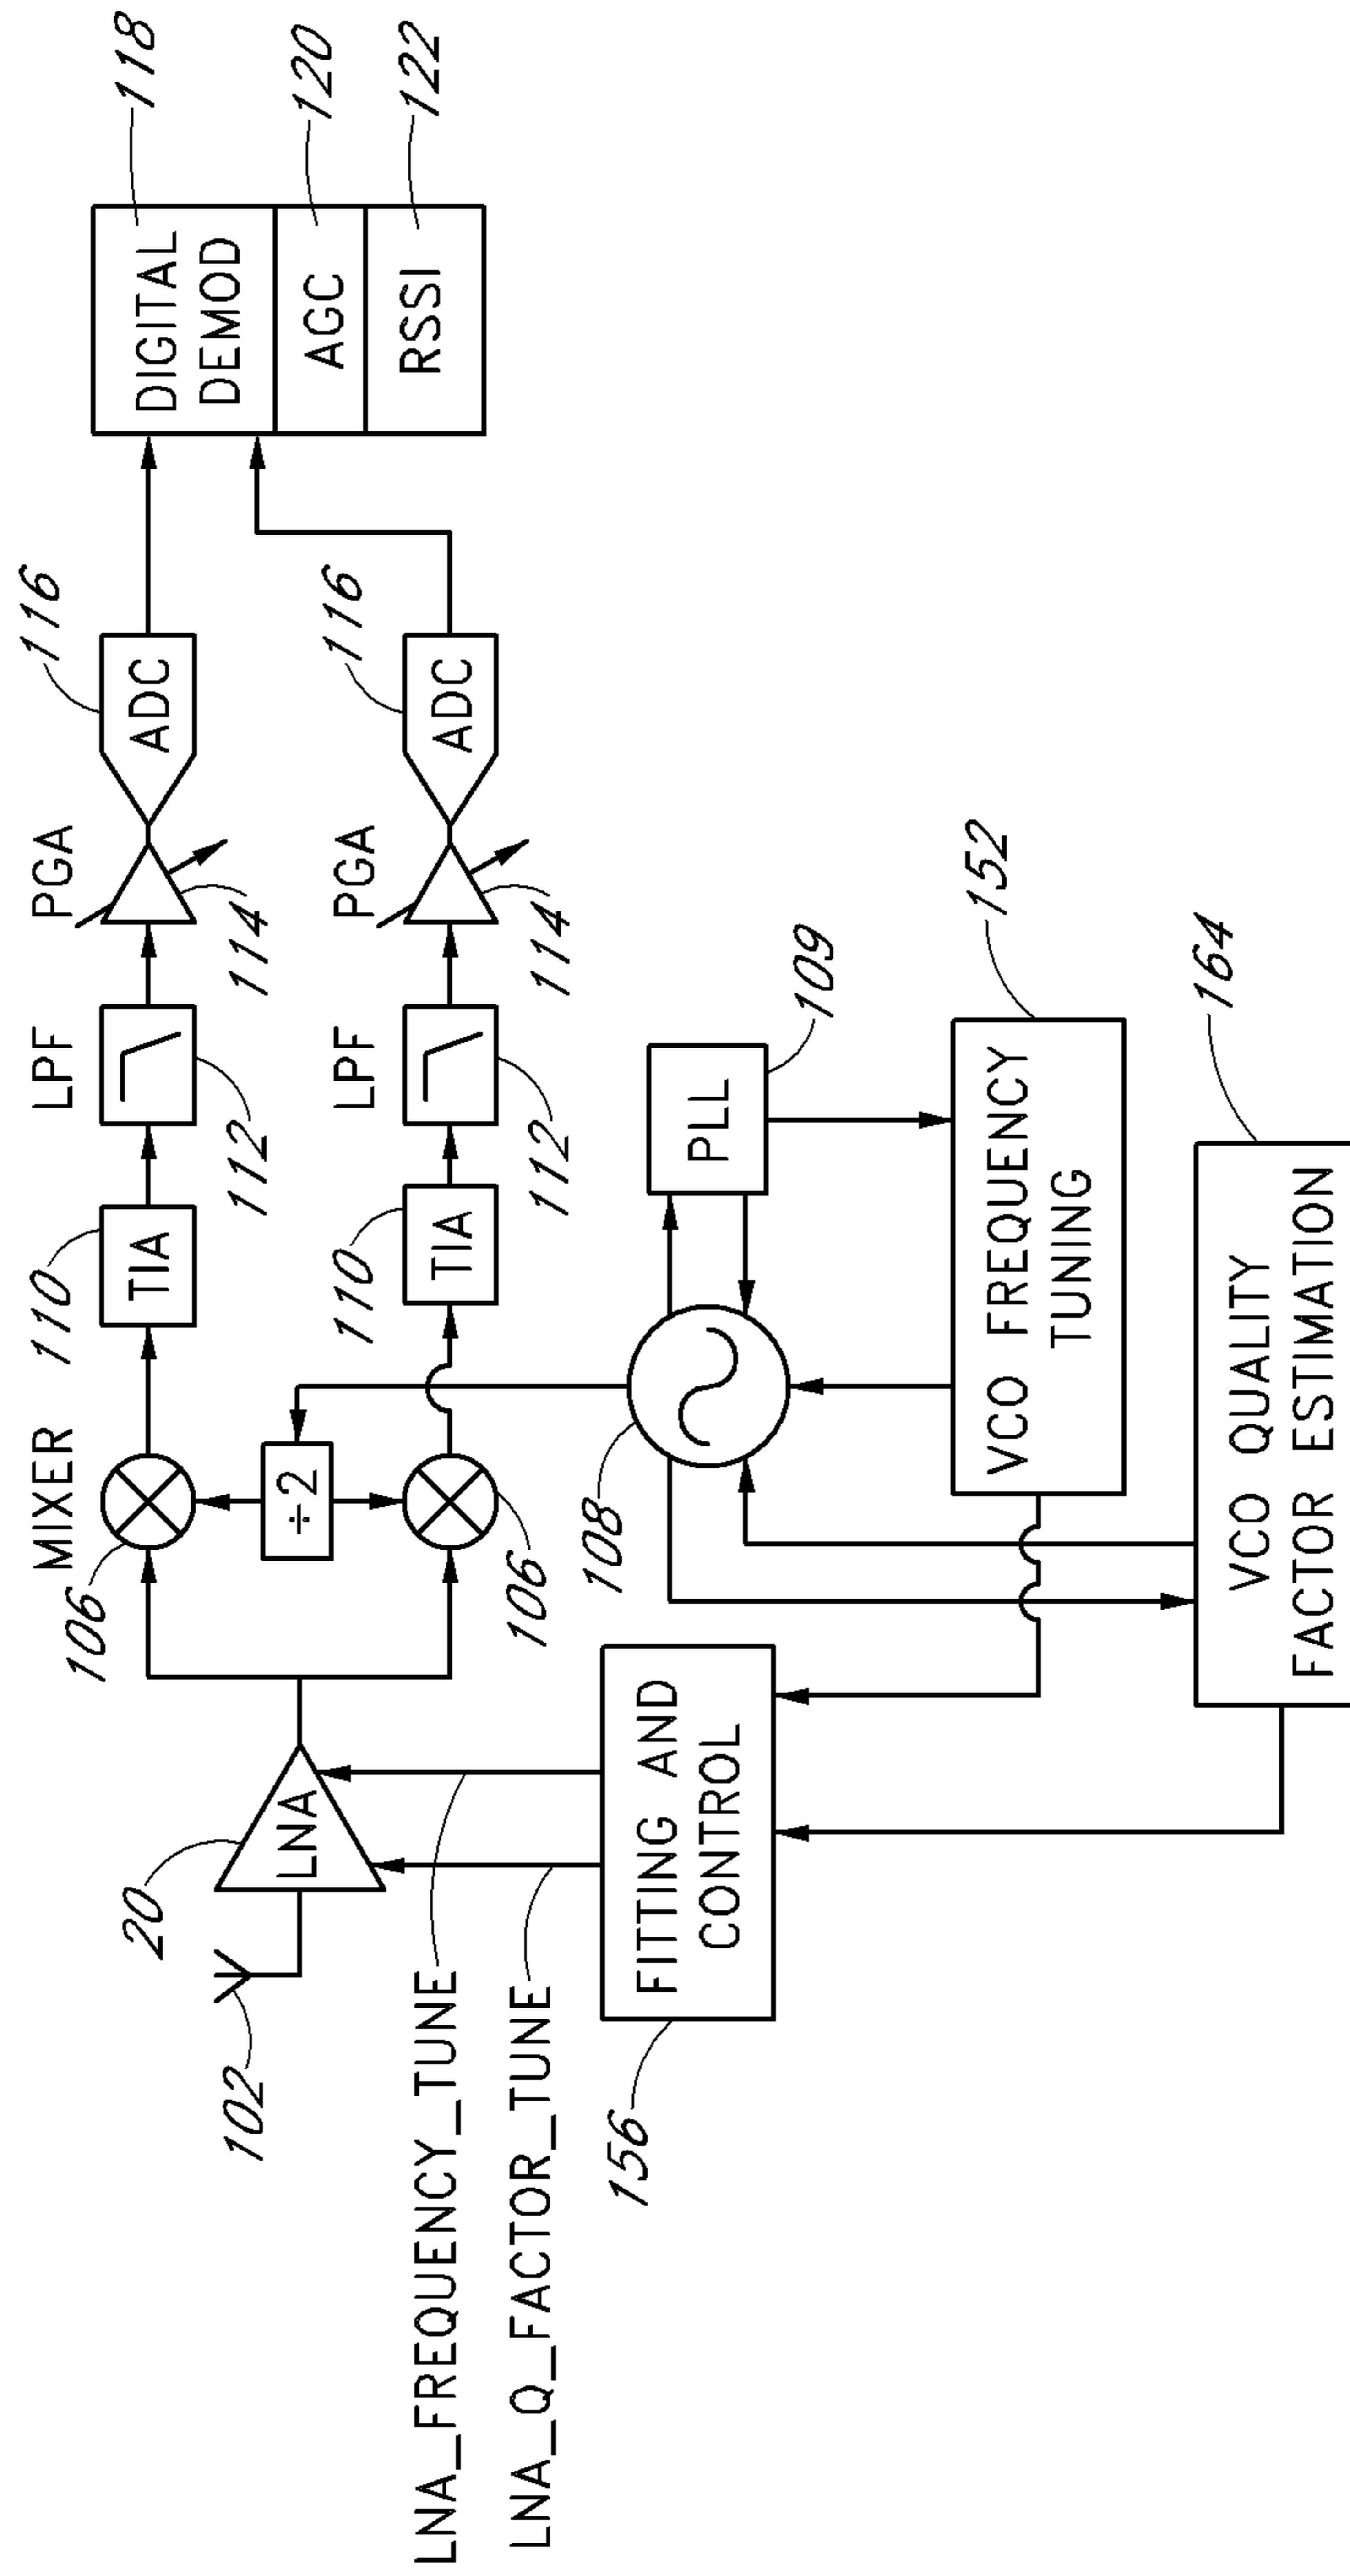 MIXER
LPF
PGA
116
118
106
110
TIA
112
114
ADC
DIGITAL
DEMOD
120
AGC
122
RSSI
20
LNA
102
÷2
LPF
PGA
116
106
110
TIA
112
114
ADC
LNA_FREQUENCY_TUNE
LNA_Q_FACTOR_TUNE
108
PLL
109
156
FITTING AND
CONTROL
152
VCO FREQUENCY
TUNING
164
VCO QUALITY
FACTOR ESTIMATION